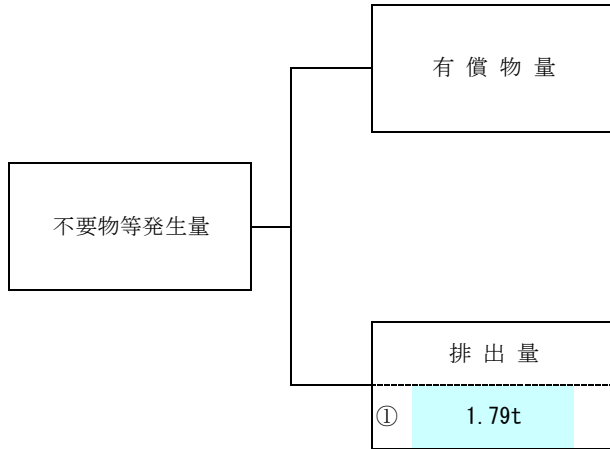 有 償 物 量
不要物等発生量
排 出 量
① 1.79t